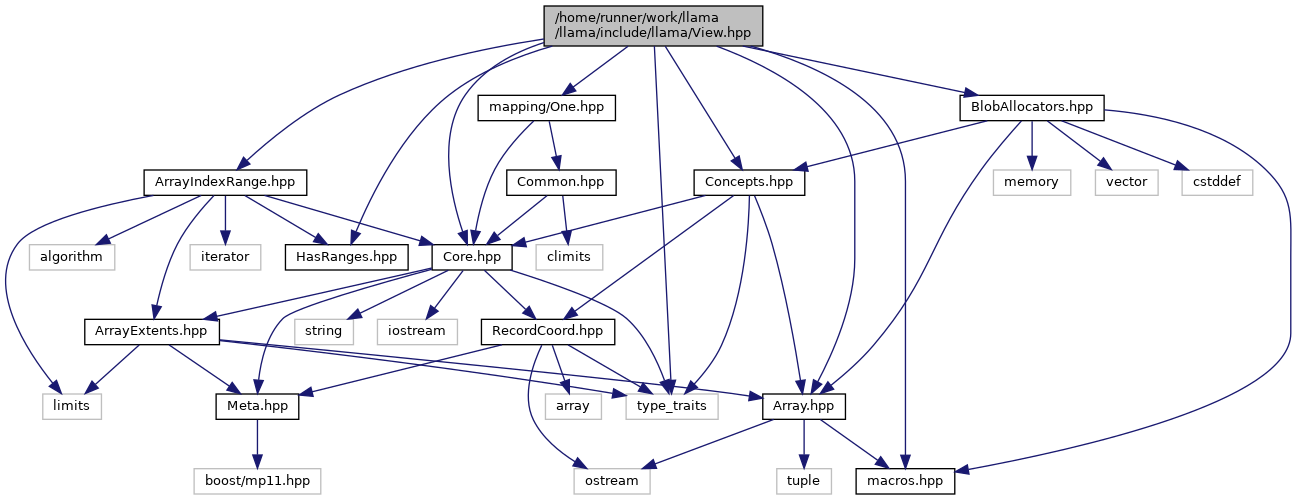 /home/runner/work/llama
/llama/include/llama/View.hpp
mapping/One.hpp
BlobAllocators.hpp
ArrayIndexRange.hpp
Common.hpp
Concepts.hpp
memory
vector
cstddef
algorithm
iterator
HasRanges.hpp
Core.hpp
climits
ArrayExtents.hpp
string
iostream
RecordCoord.hpp
limits
Meta.hpp
array
type_traits
Array.hpp
boost/mp11.hpp
ostream
tuple
macros.hpp